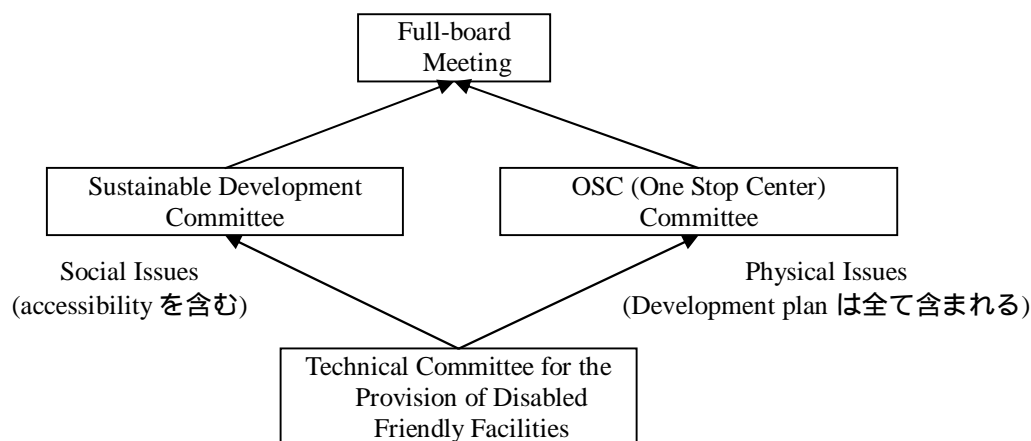 Full-board
Meeting
Sustainable Development
Committee
OSC (One Stop Center)
Committee
Social Issues
(accessibility を含む)
Physical Issues
(Development plan は全て含まれる)
Technical Committee for the
Provision of Disabled
Friendly Facilities